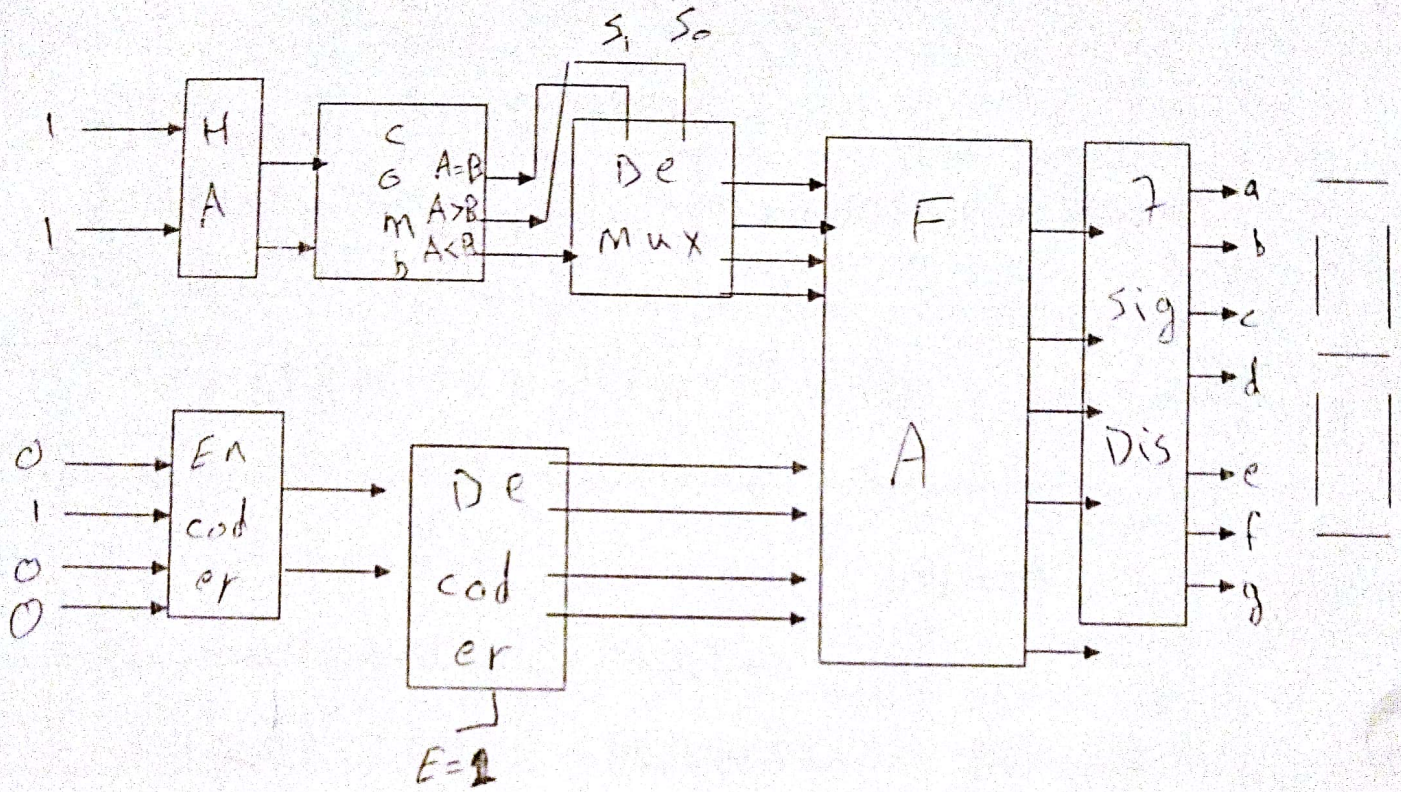 S₁ S₀
1
1
H
A
C
o
m
b
A=B
A>B
A<B
De
mux
F
A
7
sig
Dis
a
b
c
d
e
f
g
0
1
0
0
En
cod
er
De
cod
er
E=1